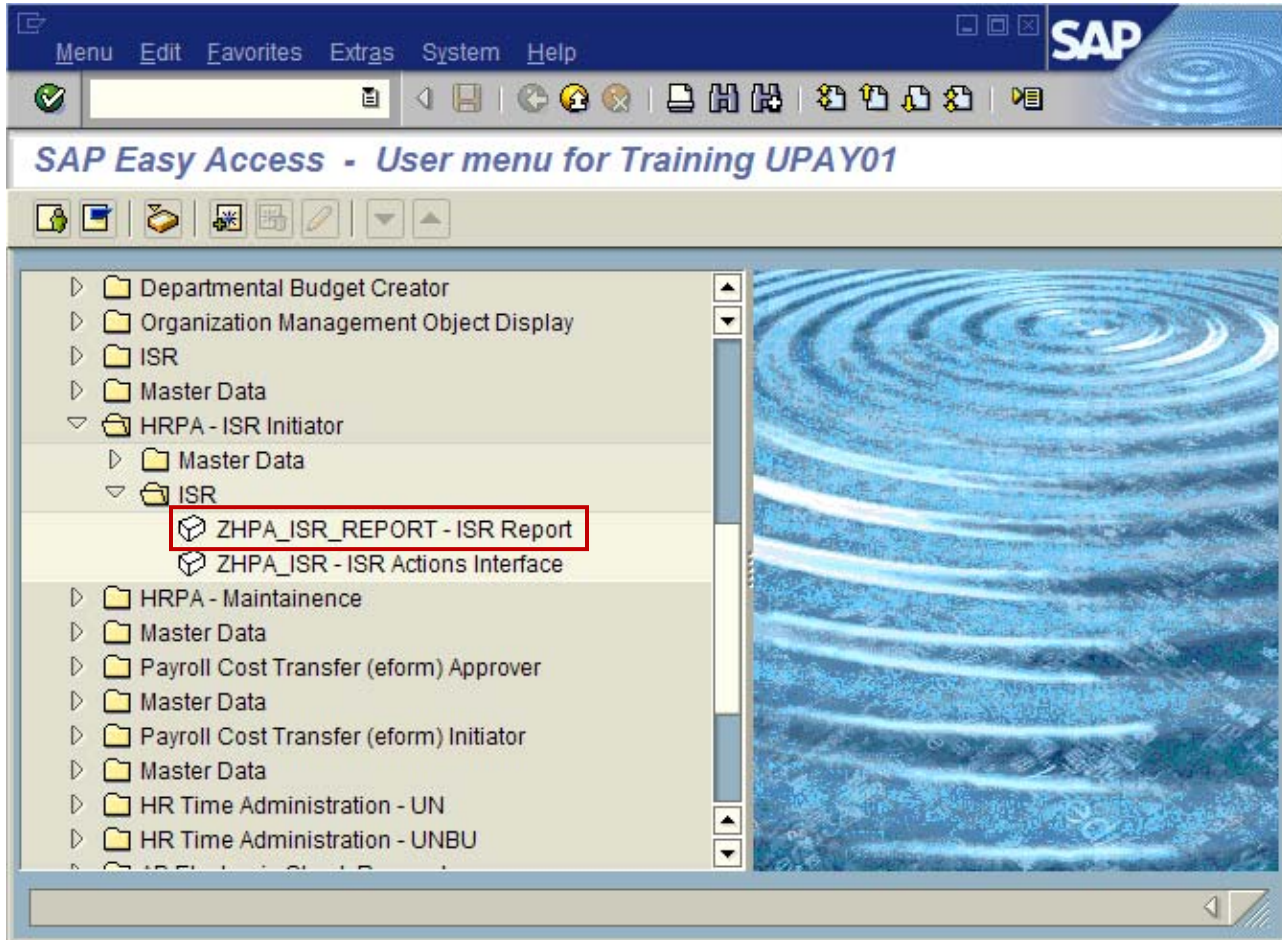 Menu Edit Favorites Extras System Help
SAP
SAP Easy Access - User menu for Training UPAY01
Departmental Budget Creator
Organization Management Object Display
ISR
Master Data
HRPA - ISR Initiator
Master Data
ISR
ZHPA_ISR_REPORT - ISR Report
ZHPA_ISR - ISR Actions Interface
HRPA - Maintainence
Master Data
Payroll Cost Transfer (eform) Approver
Master Data
Payroll Cost Transfer (eform) Initiator
Master Data
HR Time Administration - UN
HR Time Administration - UNBU